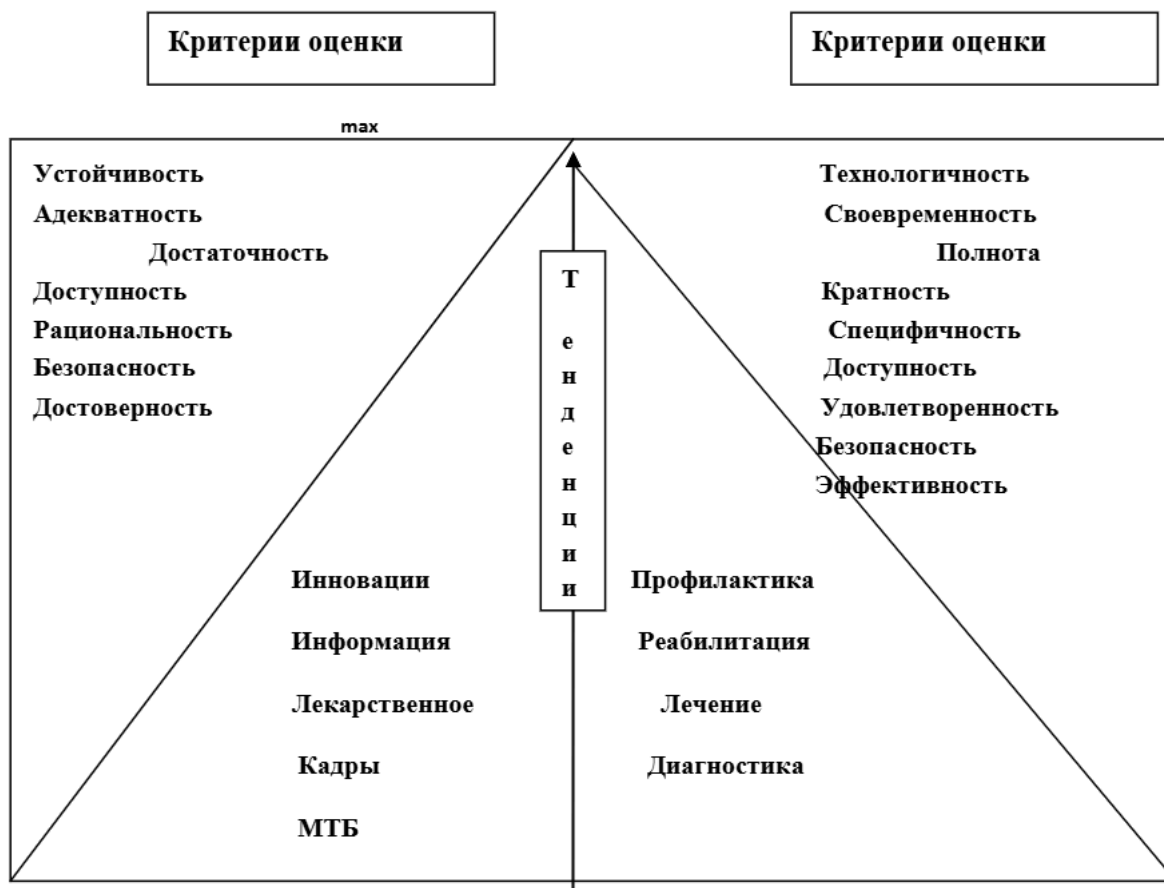 Критерии оценки
Критерии оценки
max
Устойчивость
Адекватность
Достаточность
Доступность
Рациональность
Безопасность
Достоверность
Технологичность
Своевременность
Полнота
Кратность
Специфичность
Доступность
Удовлетворенность
Безопасность
Эффективность
Т
е
н
д
е
н
ц
и
и
Инновации
Информация
Лекарственное
Кадры
МТБ
Профилактика
Реабилитация
Лечение
Диагностика